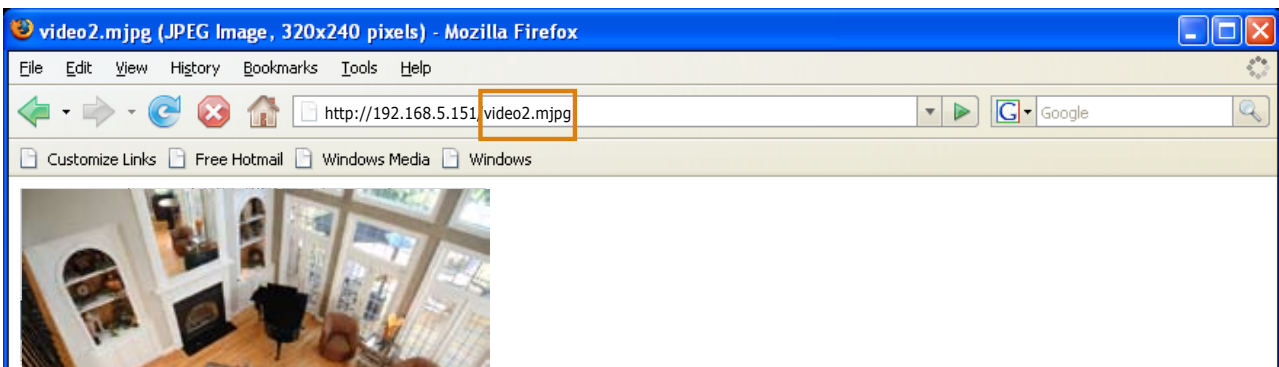 video2.mjpg (JPEG Image, 320x240 pixels) - Mozilla Firefox
File Edit View History Bookmarks Tools Help
http://192.168.5.151/video2.mjpg G Google
Customize Links Free Hotmail Windows Media Windows